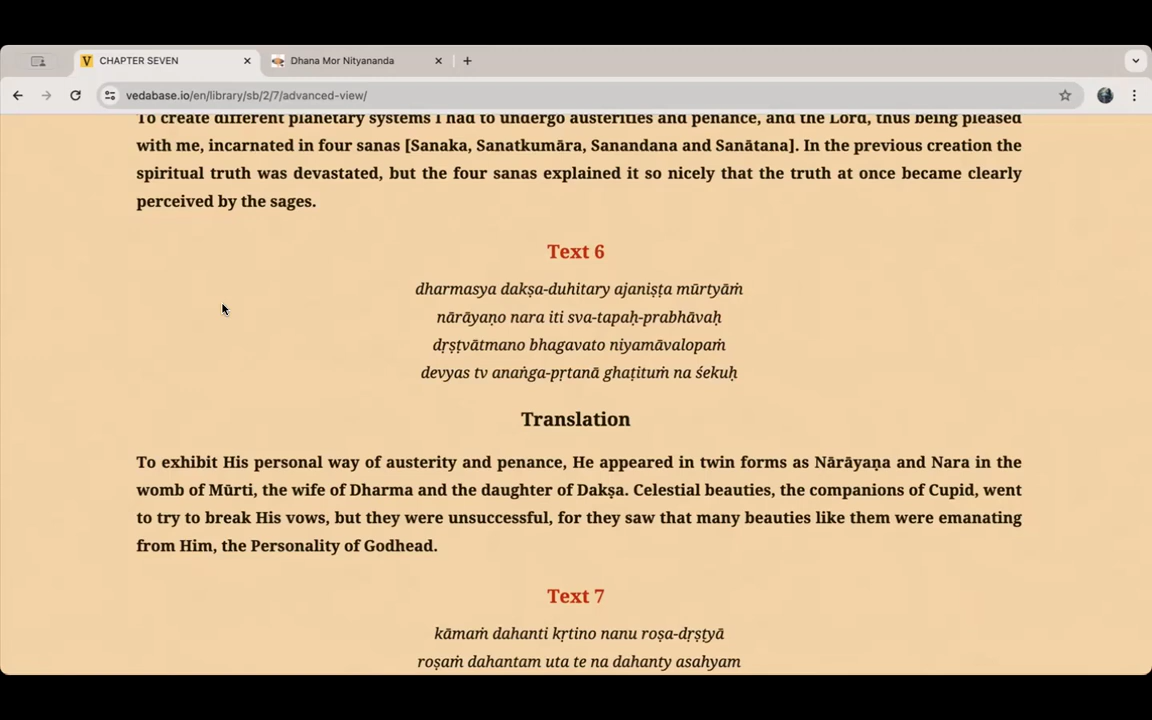 CHAPTER SEVEN
Dhana Mor Nityananda
vedabase.io/en/library/sb/2/7/advanced-view/
To create different planetary systems I had to undergo austerities and penance, and the Lord, thus being pleased
with me, incarnated in four sanas [Sanaka, Sanatkumāra, Sanandana and Sanātana]. In the previous creation the
spiritual truth was devastated, but the four sanas explained it so nicely that the truth at once became clearly
perceived by the sages.
Text 6
dharmasya dakṣa-duhitary ajaniṣṭa mūrtyāṁ
nārāyaṇo nara iti sva-tapaḥ-prabhāvaḥ
dṛṣṭvātmano bhagavato niyamāvalopaṁ
devyas tv anaṅga-pṛtanā ghaṭituṁ na śekuḥ
Translation
To exhibit His personal way of austerity and penance, He appeared in twin forms as Nārāyaṇa and Nara in the
womb of Mūrti, the wife of Dharma and the daughter of Dakṣa. Celestial beauties, the companions of Cupid, went
to try to break His vows, but they were unsuccessful, for they saw that many beauties like them were emanating
from Him, the Personality of Godhead.
Text 7
kāmaṁ dahanti kṛtino nanu roṣa-dṛṣṭyā
roṣaṁ dahantam uta te na dahanty asahyam